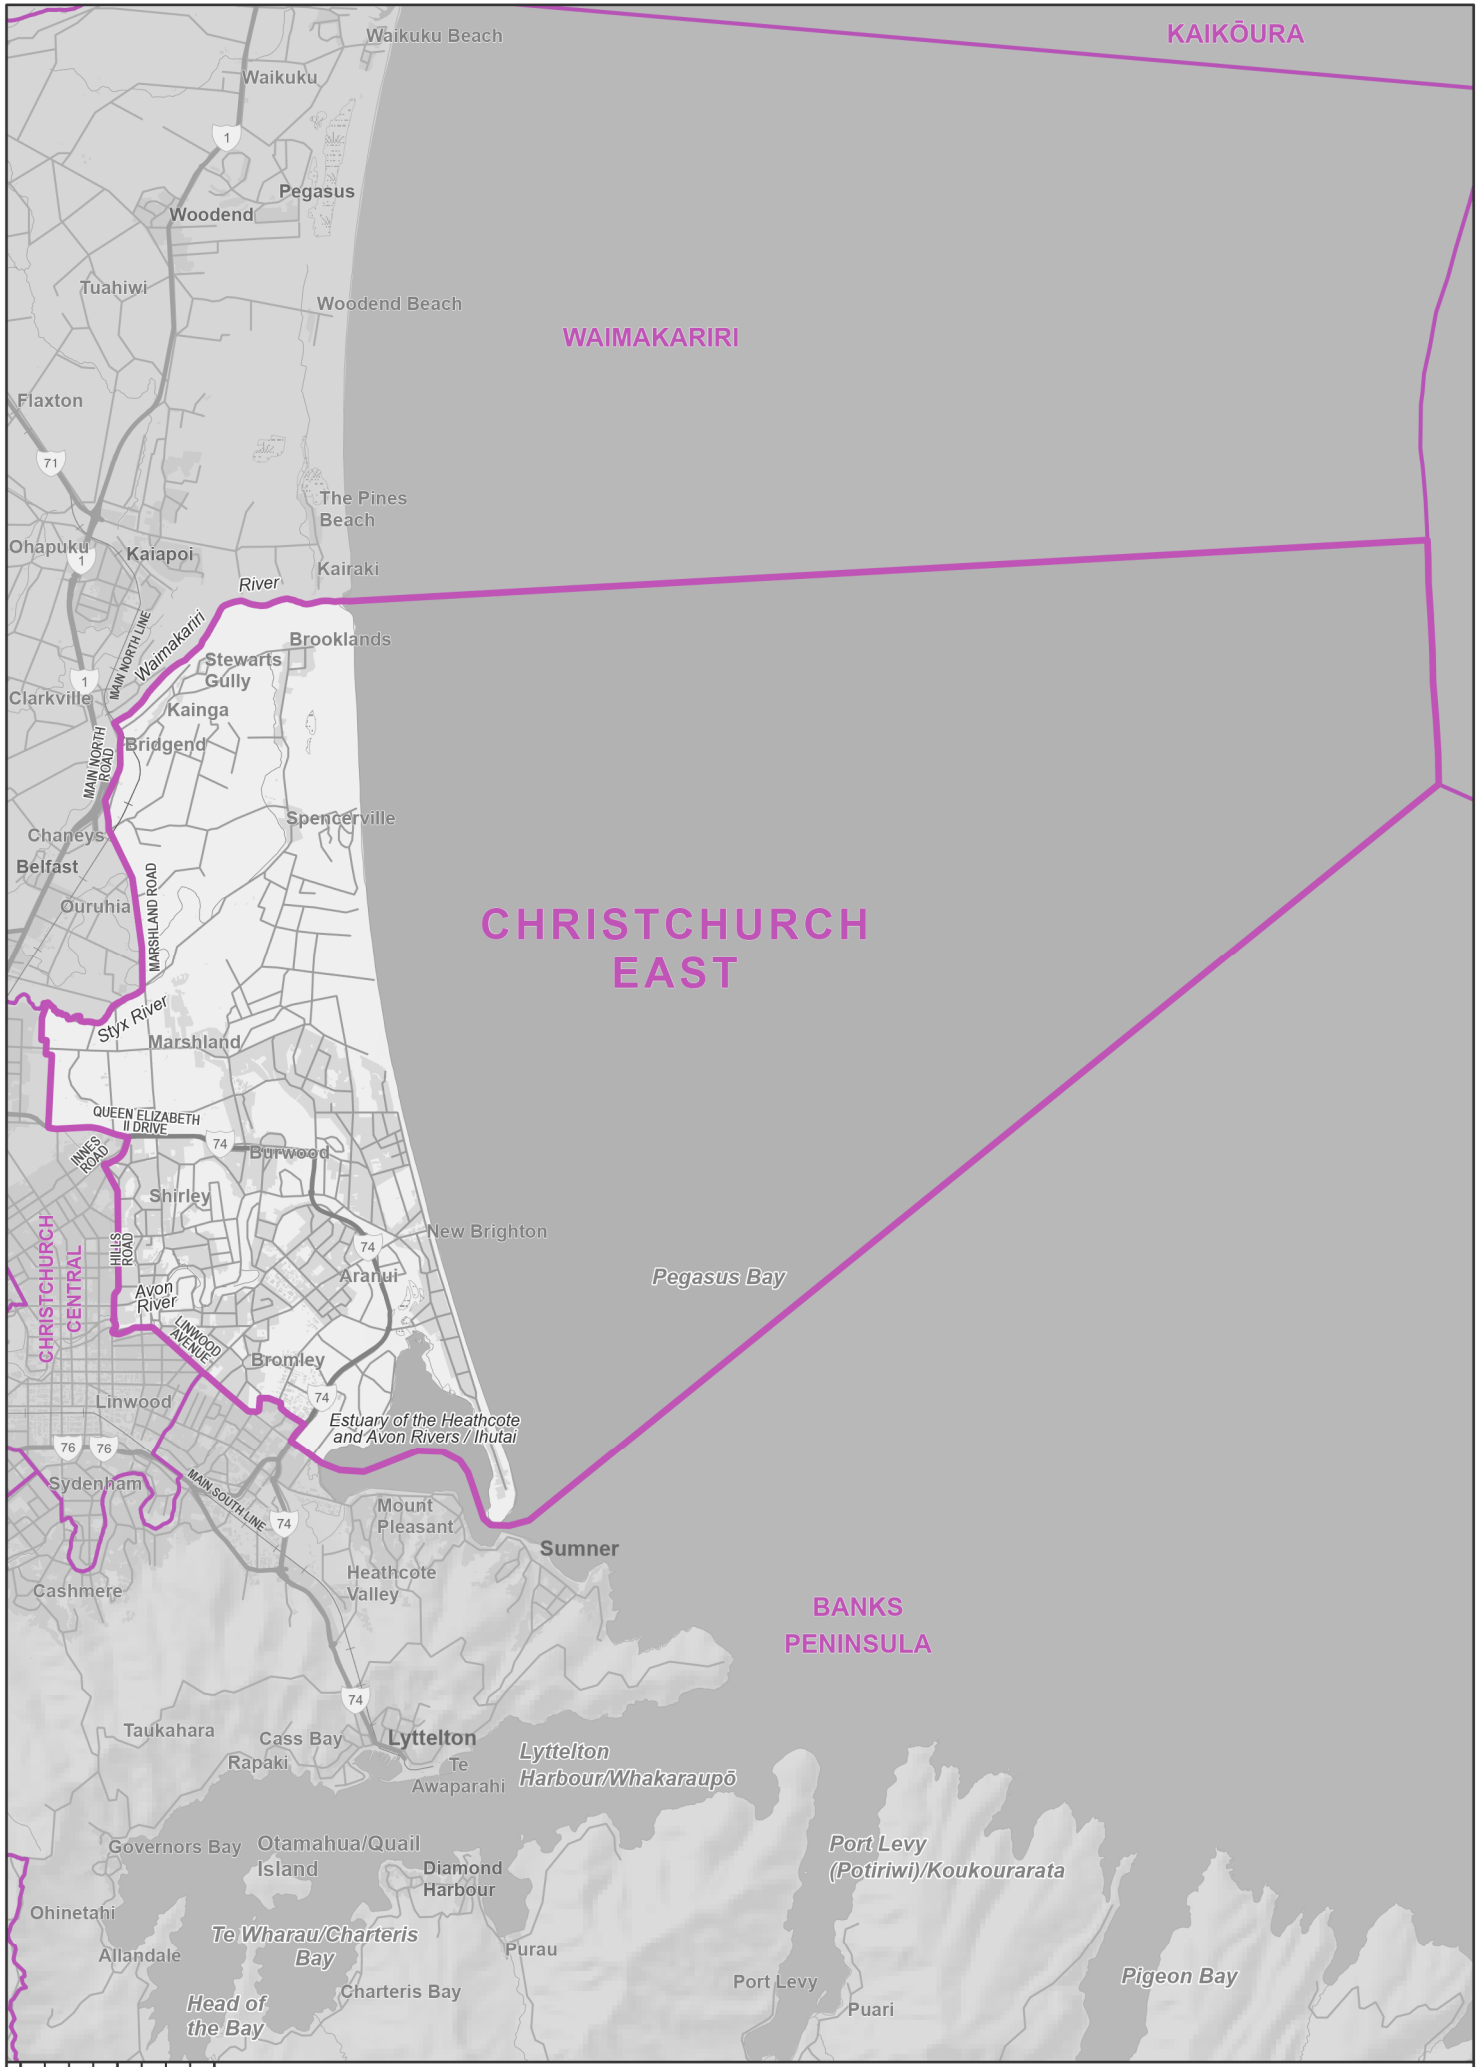 KAIKŌURA
Waikuku Beach
Waikuku
1
Pegasus
Woodend
Tuahiwi
Woodend Beach
WAIMAKARIRI
Flaxton
71
The Pines
Beach
Ohapuku
1
Kaiapoi
Kairaki
River
Waimakariri
MAIN NORTH LINE
Brooklands
Stewarts
Gully
1
Clarkville
Kainga
Bridgend
MAIN NORTH
ROAD
Spencerville
Chaneys
Belfast
Ouruhia
MARSHLAND ROAD
CHRISTCHURCH
EAST
Styx River
Marshland
QUEEN ELIZABETH
II DRIVE
74
INNES
ROAD
Burwood
Shirley
New Brighton
HILLS
ROAD
74
Aranui
CHRISTCHURCH
CENTRAL
Pegasus Bay
Avon
River
LINWOOD
AVENUE
Bromley
74
Linwood
Estuary of the Heathcote
and Avon Rivers / Ihutai
76
76
Sydenham
MAIN SOUTH LINE
Mount
Pleasant
74
Sumner
Heathcote
Valley
Cashmere
BANKS
PENINSULA
74
Taukahara
Cass Bay
Lyttelton
Rapaki
Te
Awaparahi
Lyttelton
Harbour/Whakaraupō
Governors Bay
Otamahua/Quail
Island
Port Levy
(Potiriwi)/Koukourarata
Diamond
Harbour
Ohinetahi
Te Wharau/Charteris
Bay
Allandale
Purau
Pigeon Bay
Port Levy
Charteris Bay
Puari
Head of
the Bay